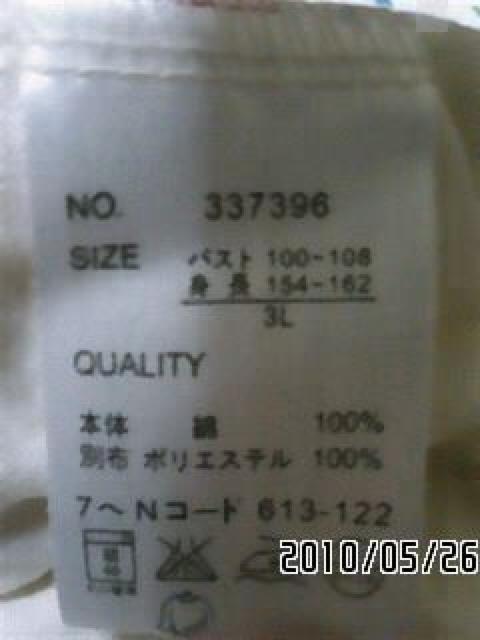 NO. 337396
SIZE バスト 100-108
身長 154-162
3L
QUALITY
本体 綿 100%
別布 ポリエステル 100%
7~Nコード 613-122
2010/05/26